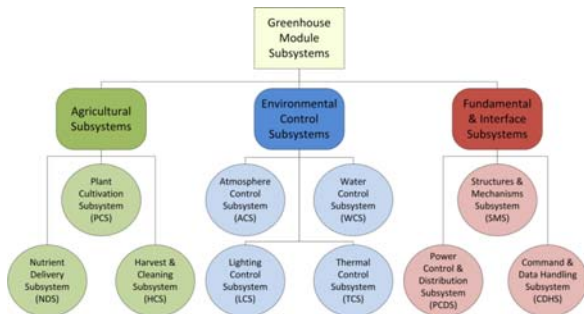 Greenhouse
Module
Subsystems
Agricultural
Subsystems
Environmental
Control
Subsystems
Fundamental
& Interface
Subsystems
Plant
Cultivation
Subsystem
(PCS)
Atmosphere
Control
Subsystem
(ACS)
Water
Control
Subsystem
(WCS)
Structures &
Mechanisms
Subsystem
(SMS)
Nutrient
Delivery
Subsystem
(NDS)
Harvest &
Cleaning
Subsystem
(HCS)
Lighting
Control
Subsystem
(LCS)
Thermal
Control
Subsystem
(TCS)
Power
Control &
Distribution
Subsystem
(PCDS)
Command &
Data Handling
Subsystem
(CDHS)